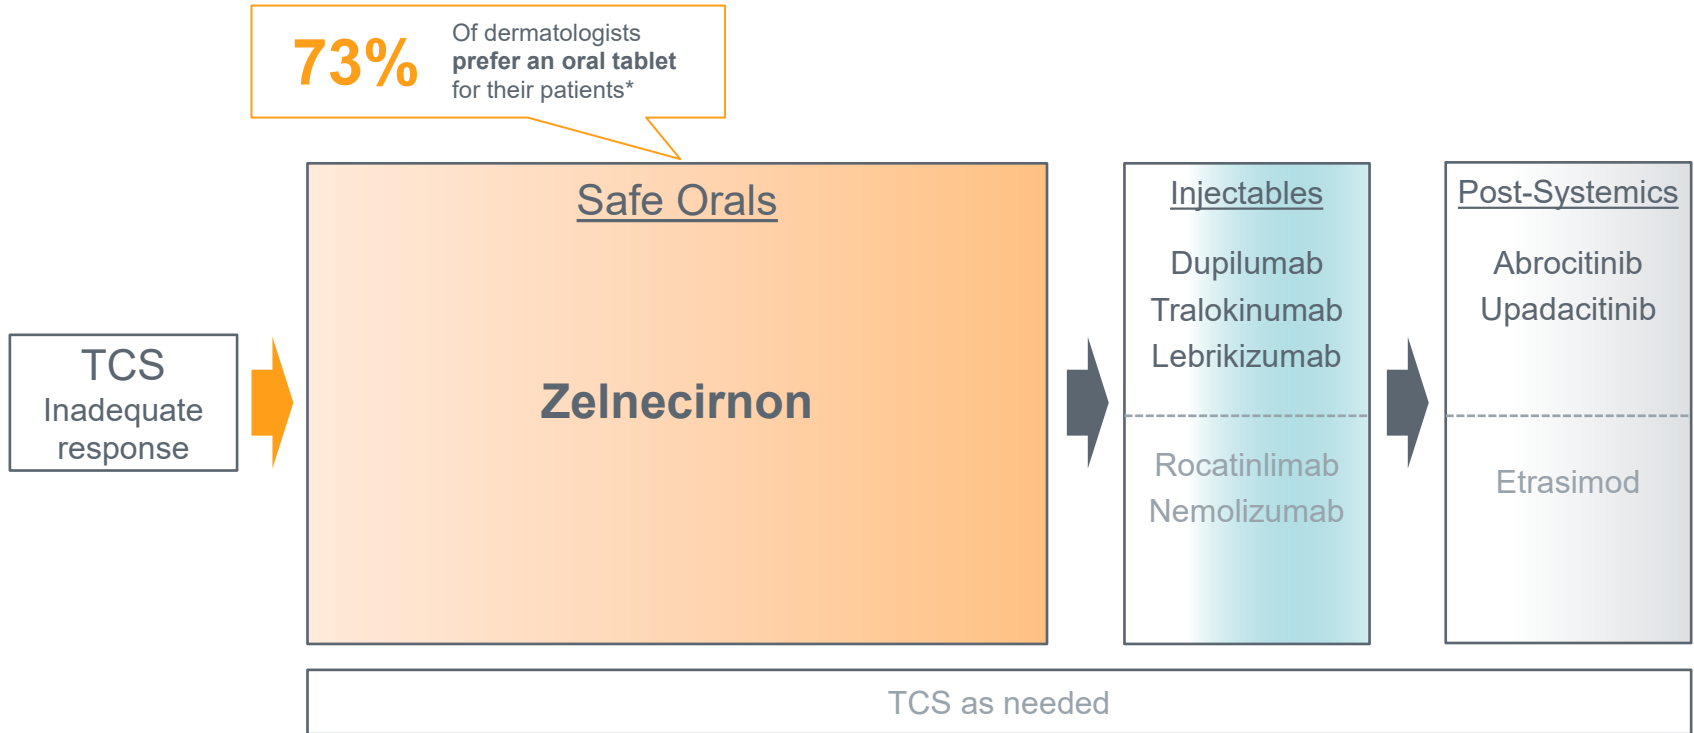 73%
Of dermatologists
prefer an oral tablet
for their patients*
TCS
Inadequate
response
Safe Orals
Zelnecirnon
Injectables
Dupilumab
Tralokinumab
Lebrikizumab
Rocatinlimab
Nemolizumab
Post-Systemics
Abrocitinib
Upadacitinib
Etrasimod
TCS as needed